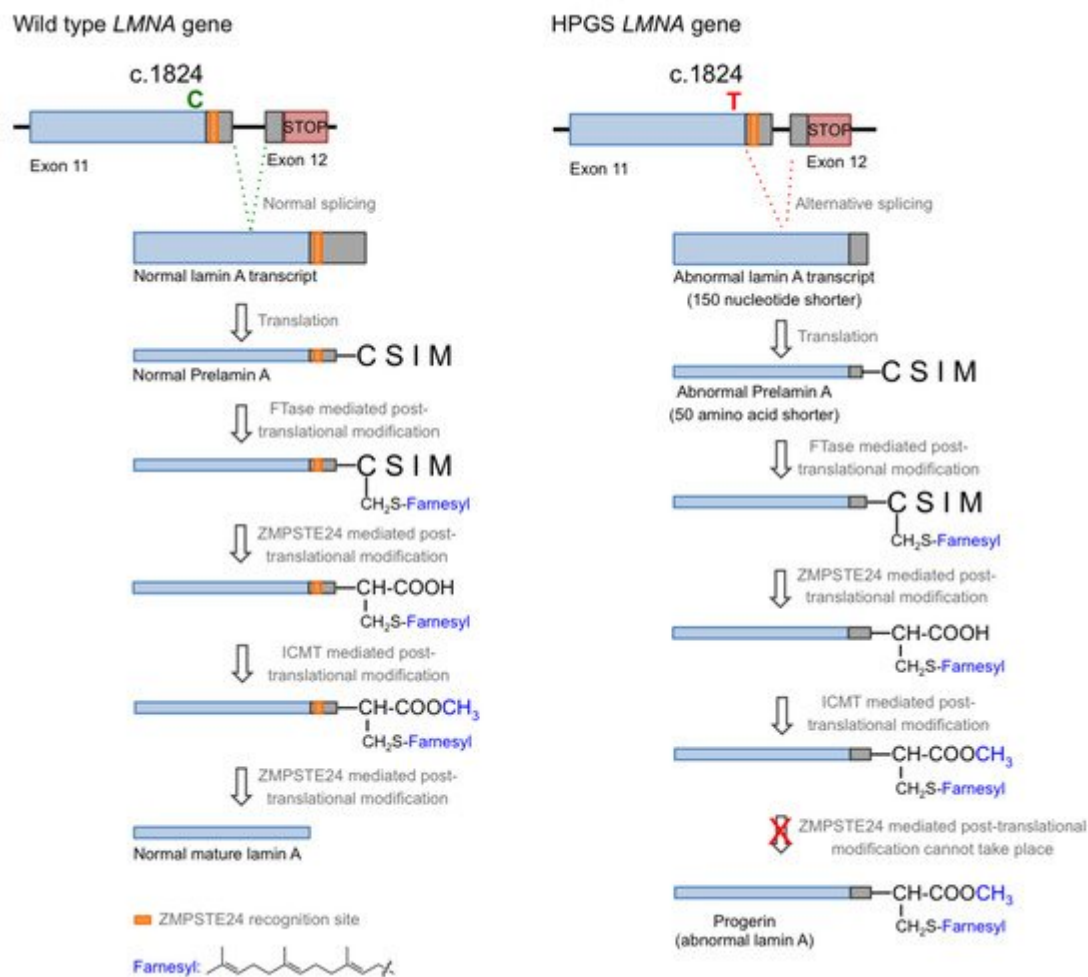 Wild type LMNA gene
c.1824
C
STOP
Exon 11
Exon 12
Normal splicing
Normal lamin A transcript
Translation
C S I M
Normal Prelamin A
FTase mediated post-
translational modification
C S I M
CH2S-Farnesyl
ZMPSTE24 mediated post-
translational modification
CH-COOH
CH2S-Farnesyl
ICMT mediated post-
translational modification
CH-COOCH3
CH2S-Farnesyl
ZMPSTE24 mediated post-
translational modification
Normal mature lamin A
ZMPSTE24 recognition site
Farnesyl:
HPGS LMNA gene
c.1824
T
STOP
Exon 11
Exon 12
Alternative splicing
Abnormal lamin A transcript
(150 nucleotide shorter)
Translation
C S I M
Abnormal Prelamin A
(50 amino acid shorter)
FTase mediated post-
translational modification
C S I M
CH2S-Farnesyl
ZMPSTE24 mediated post-
translational modification
CH-COOH
CH2S-Farnesyl
ICMT mediated post-
translational modification
CH-COOCH3
CH2S-Farnesyl
ZMPSTE24 mediated post-translational
modification cannot take place
CH-COOCH3
CH2S-Farnesyl
Progerin
(abnormal lamin A)